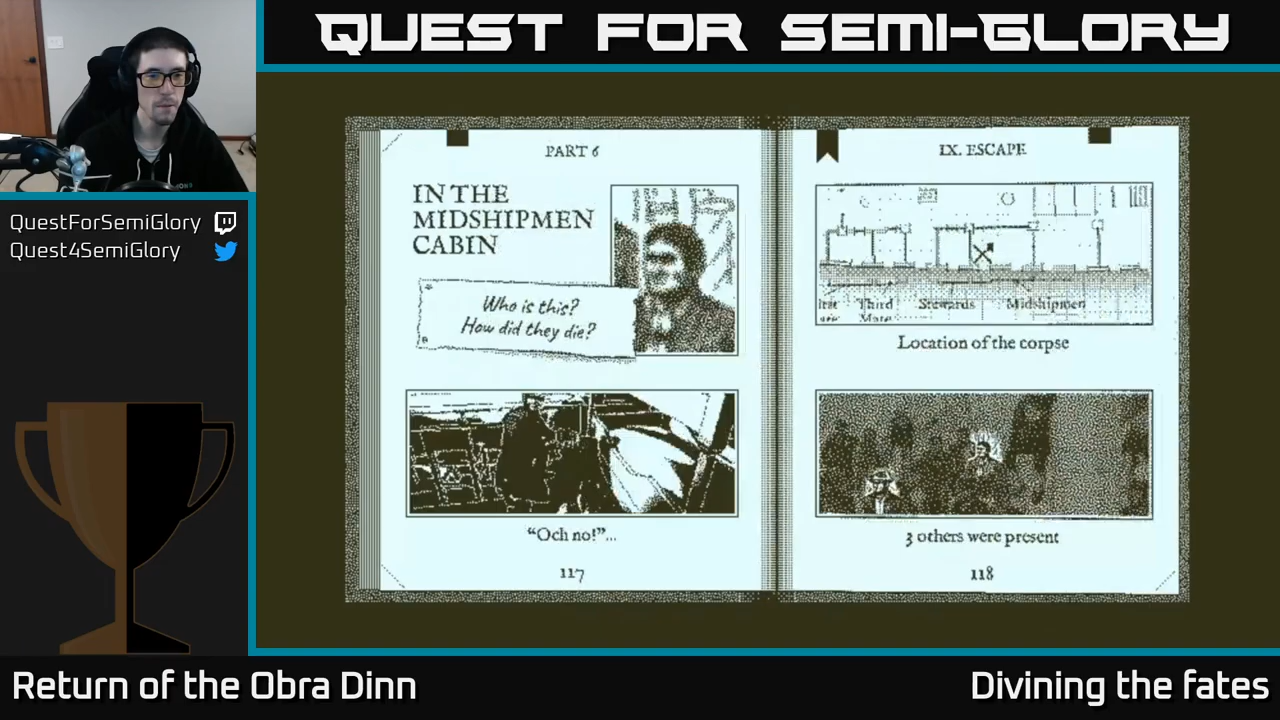 QUEST FOR SEMI-GLORY
QuestForSemiGlory
Quest4SemiGlory
PART 6
IN THE
MIDSHIPMEN
CABIN
Who is this?
How did they die?
"Och no!"...
117
IX. ESCAPE
Third
Stewards
Midshipmen
Mate
Location of the corpse
3 others were present
118
Return of the Obra Dinn
Divining the fates